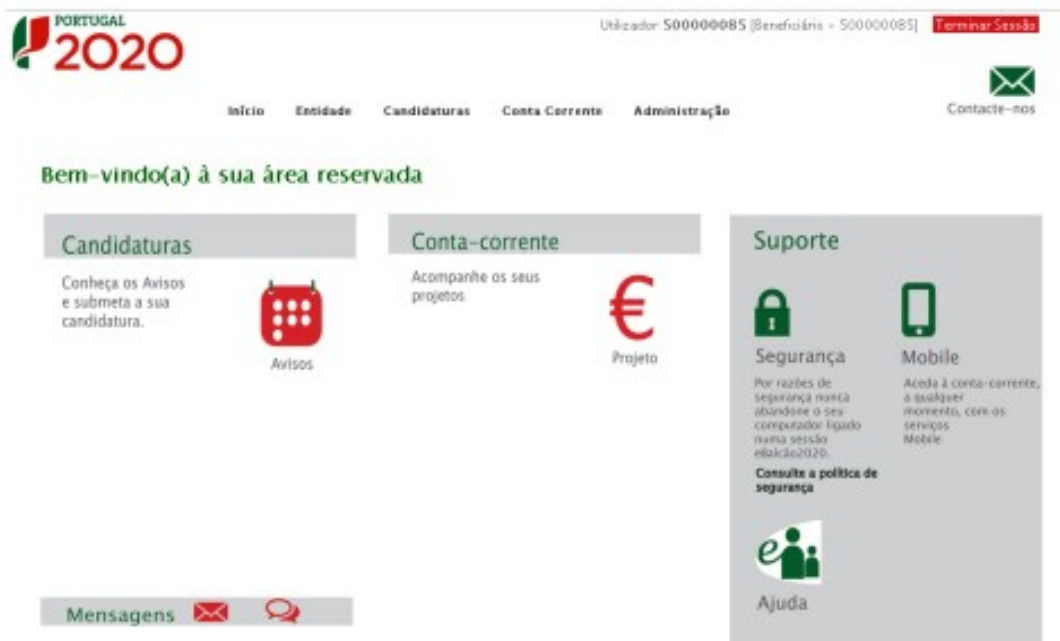 PORTUGAL
2020
Utilizador: 500000085 [Beneficiário - 500000085]
Terminar Sessão
Contacte-nos
Início Entidade Candidaturas Conta Corrente Administração
Bem-vindo(a) à sua área reservada
Candidaturas
Conheça os Avisos
e submeta a sua
candidatura.
Avisos
Conta-corrente
Acompanhe os seus
projetos
Projeto
Suporte
Segurança
Por razões de
segurança nunca
abandone o seu
computador ligado
numa sessão
eBalcão2020.
Consulte a política de
segurança
Mobile
Aceda à conta-corrente,
a qualquer
momento, com os
serviços
Mobile
e
Ajuda
Mensagens